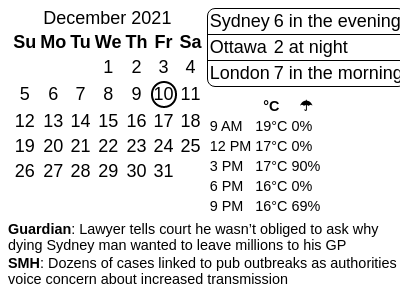 December 2021
Su Mo Tu We Th Fr Sa
1 2 3 4
5 6 7 8 9 10 11
12 13 14 15 16 17 18
19 20 21 22 23 24 25
26 27 28 29 30 31
Sydney 6 in the evening
Ottawa 2 at night
London 7 in the morning
°C ☂
9 AM 19°C 0%
12 PM 17°C 0%
3 PM 17°C 90%
6 PM 16°C 0%
9 PM 16°C 69%
Guardian: Lawyer tells court he wasn’t obliged to ask why
dying Sydney man wanted to leave millions to his GP
SMH: Dozens of cases linked to pub outbreaks as authorities
voice concern about increased transmission